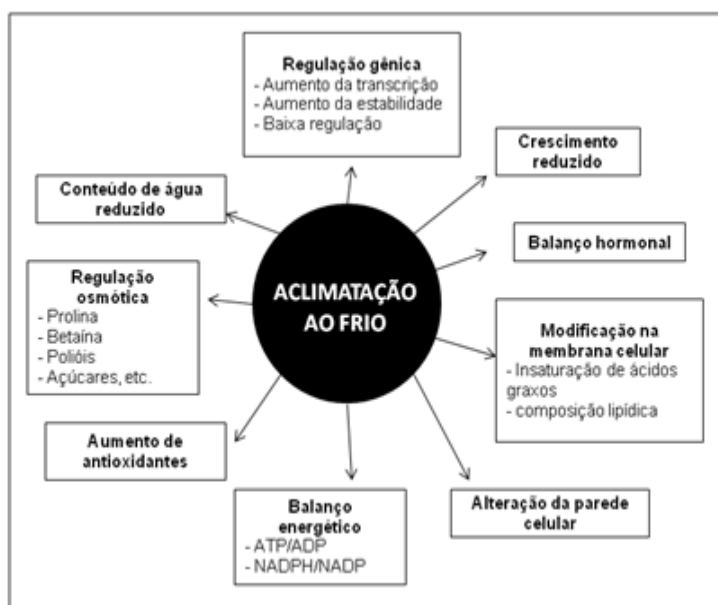 Regulação gênica
- Aumento da transcrição
- Aumento da estabilidade
- Baixa regulação
Crescimento
reduzido
Conteúdo de água
reduzido
Balanço hormonal
Regulação
osmótica
- Prolina
- Betaína
- Polióis
- Açúcares, etc.
ACLIMATAÇÃO
AO FRIO
Modificação na
membrana celular
- Insaturação de ácidos
graxos
- composição lipídica
Aumento de
antioxidantes
Balanço
energético
- ATP/ADP
- NADPH/NADP
Alteração da parede
celular